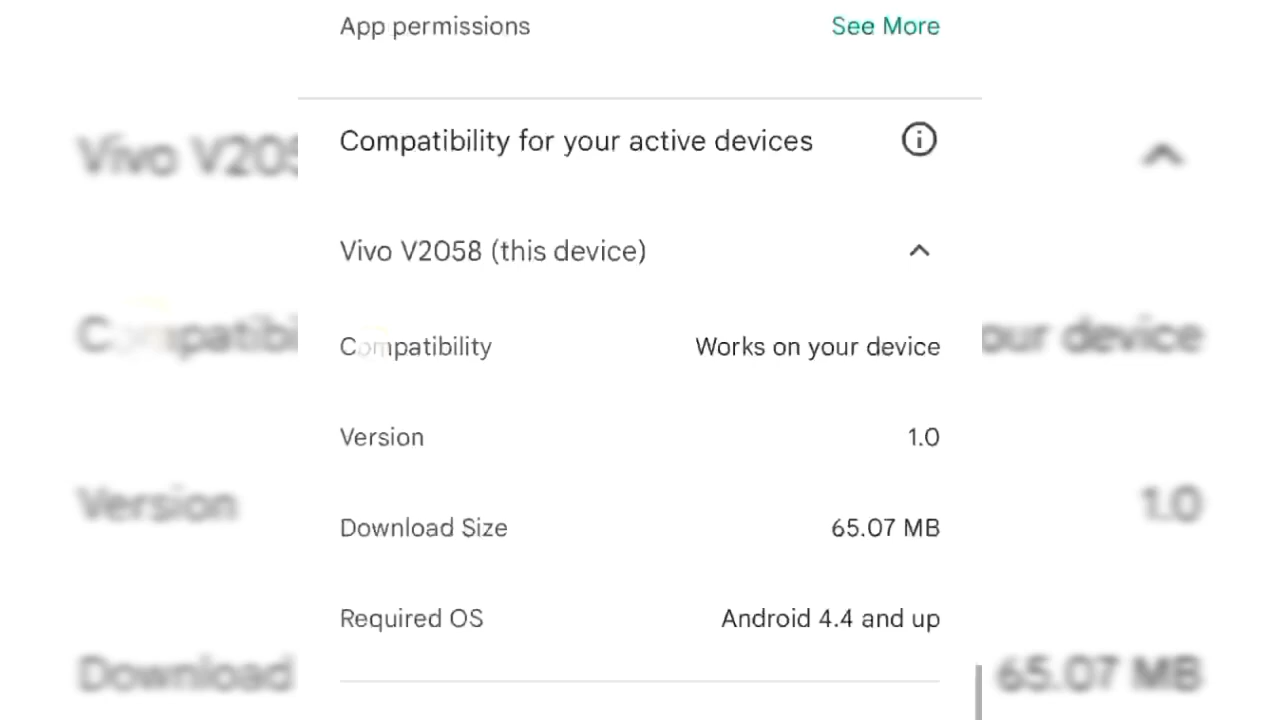 App permissions See More
Compatibility for your active devices
Vivo V2058 (this device)
Compatibility Works on your device
Version 1.0
Download Size 65.07 MB
Required OS Android 4.4 and up